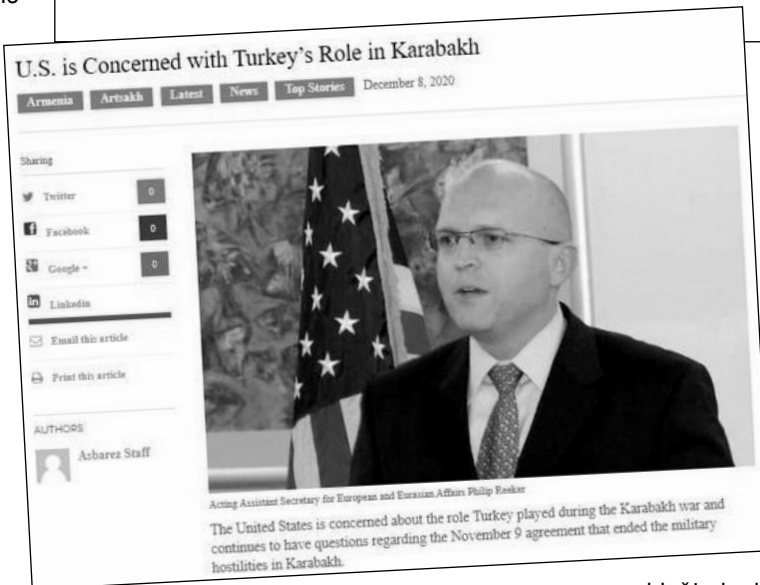 U.S. is Concerned with Turkey's Role in Karabakh
Armenia Artsakh Latest News Top Stories December 8, 2020
Sharing
Twitter 0
Facebook 0
Google + 0
Linkedin
Email this article
Print this article
AUTHORS
Asbarez Staff
Acting Assistant Secretary for European and Eurasian Affairs Philip Reeker
The United States is concerned about the role Turkey played during the Karabakh war and
continues to have questions regarding the November 9 agreement that ended the military
hostilities in Karabakh.